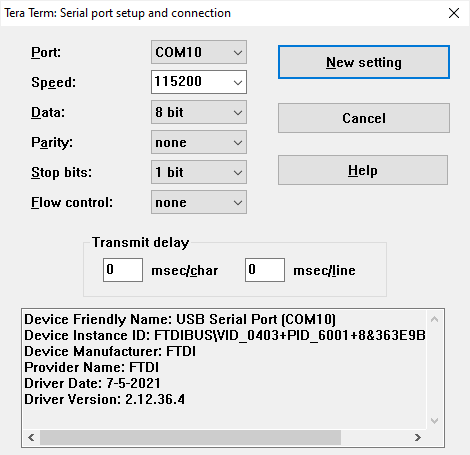 Tera Term: Serial port setup and connection
Port: COM10
New setting
Speed: 115200
Data: 8 bit
Cancel
Parity: none
Stop bits: 1 bit
Help
Flow control: none
Transmit delay
0 msec/char 0 msec/line
Device Friendly Name: USB Serial Port (COM10)
Device Instance ID: FTDIBUS\VID_0403+PID_6001+8&363E9B
Device Manufacturer: FTDI
Provider Name: FTDI
Driver Date: 7-5-2021
Driver Version: 2.12.36.4